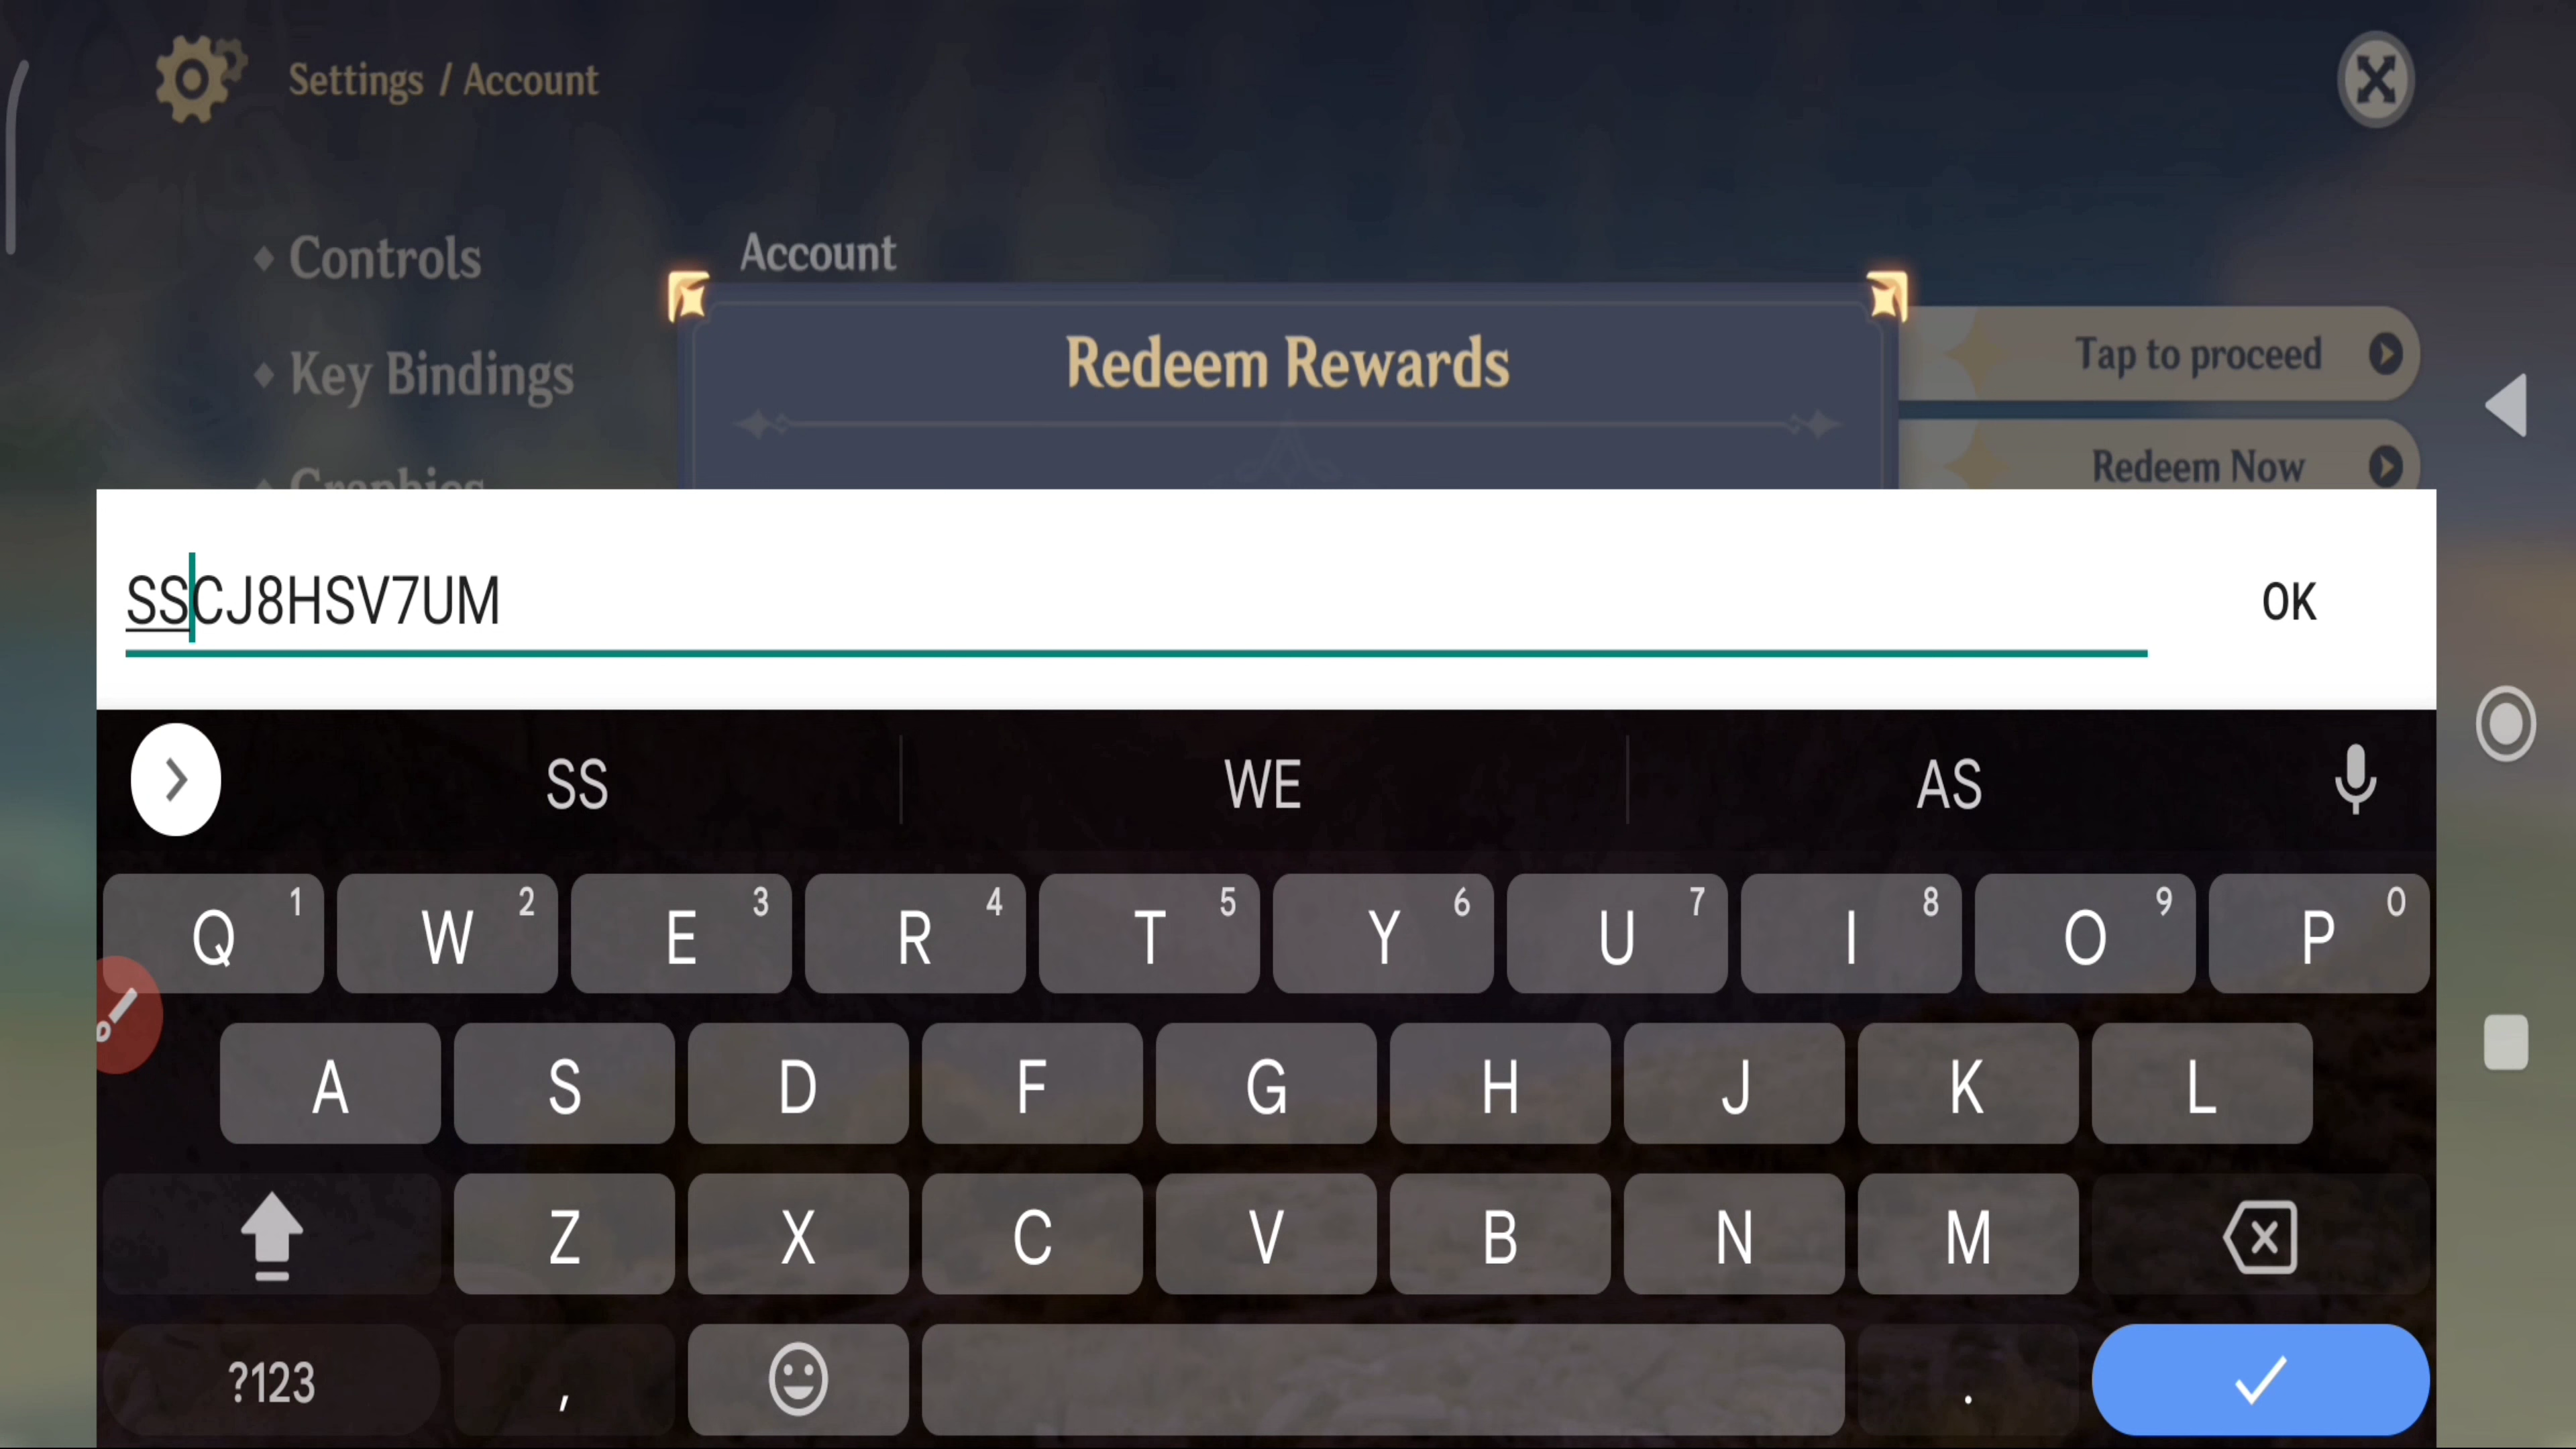 Settings / Account
Controls
Account
Key Bindings
Redeem Rewards
Tap to proceed
Graphics
Redeem Now
SSCJ8HSV7UM
OK
SS WE AS
Q 1 W 2 E 3 R 4 T 5 Y 6 U 7 I 8 O 9 P 0
A S D F G H J K L
Z X C V B N M
?123 , .